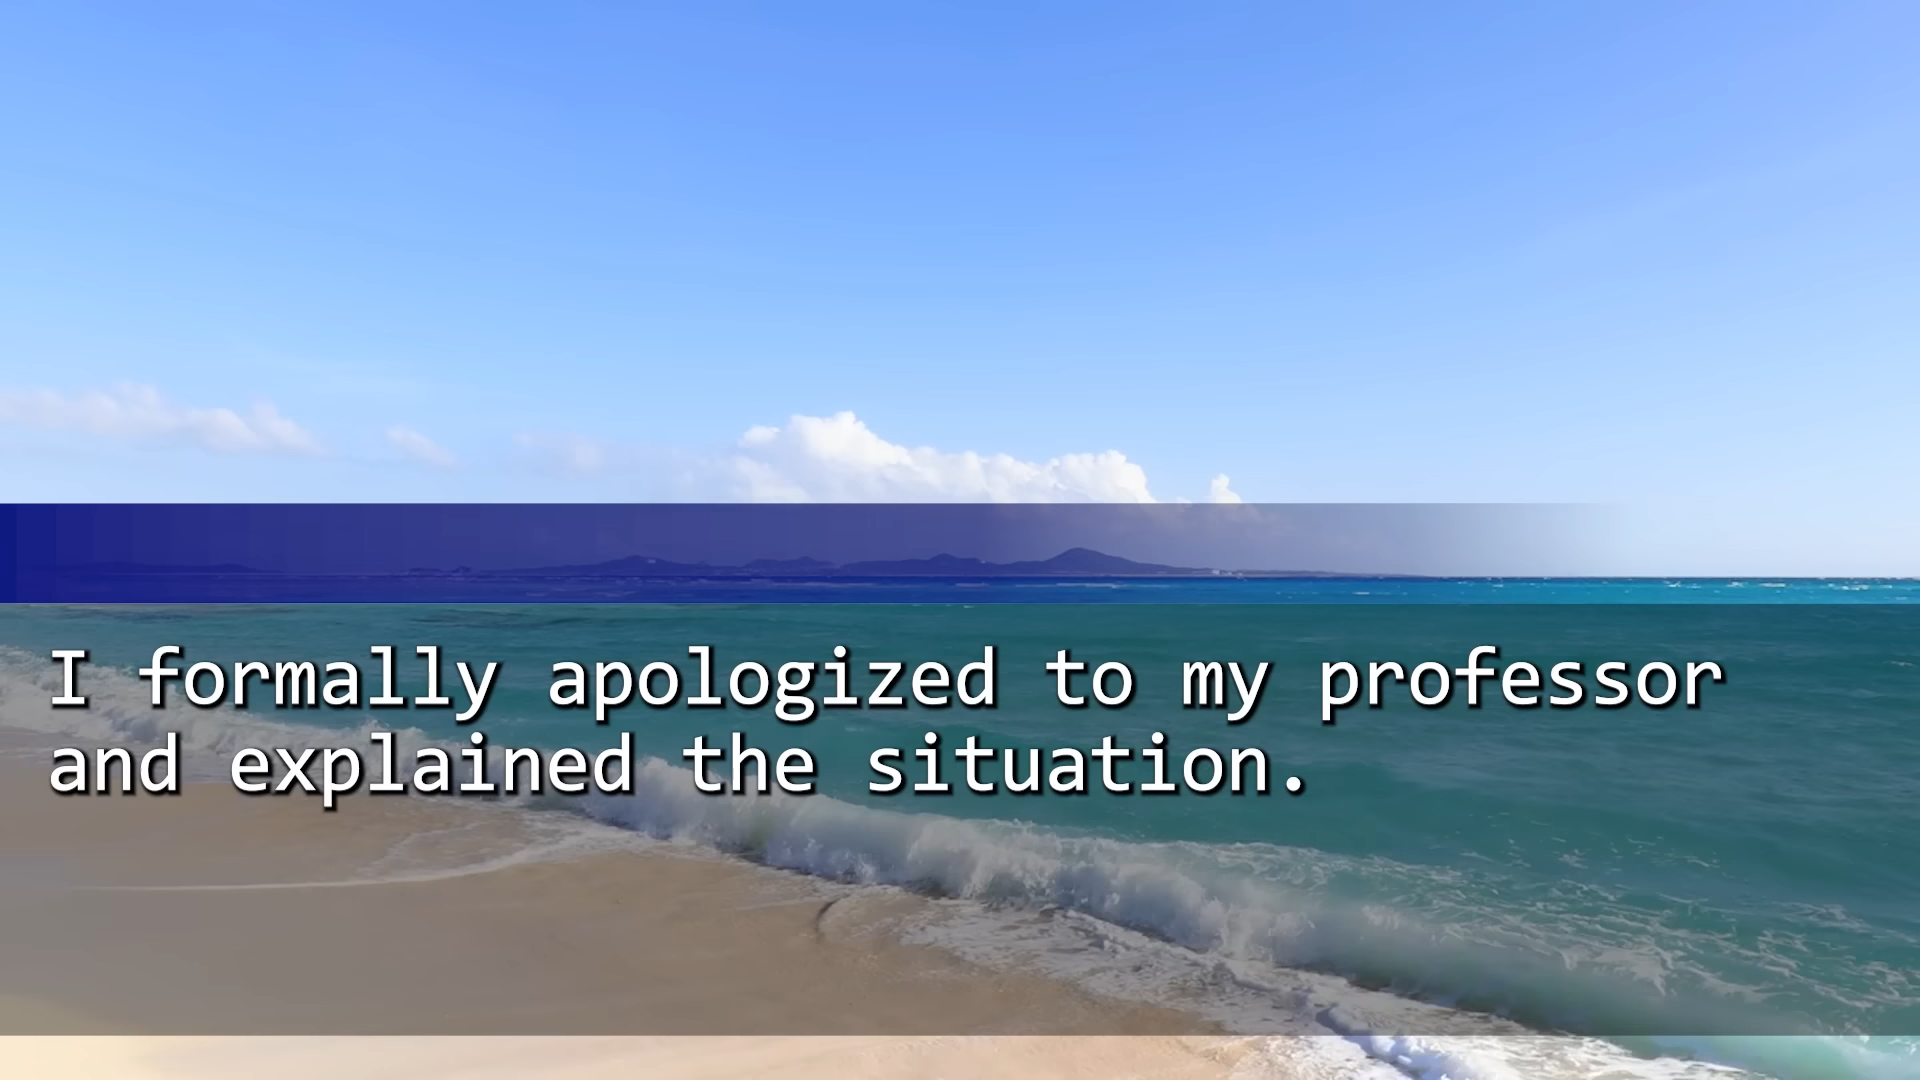 I formally apologized to my professor
and explained the situation.